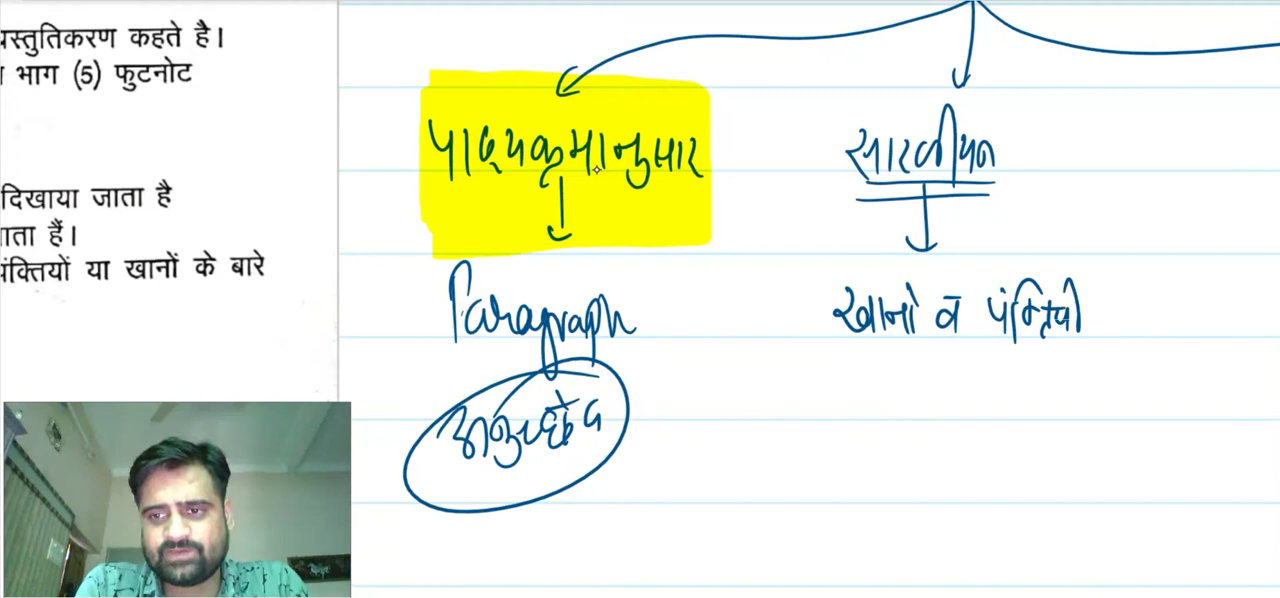 प्रस्तुतिकरण कहते है।
भाग (5) फुटनोट
दिखाया जाता है
जाता हैं।
पंक्तियों या खानों के बारे
पाठ्यक्रमानुसार
सारणीयन
Paragraph
खानो व पंक्तियो
अनुच्छेद